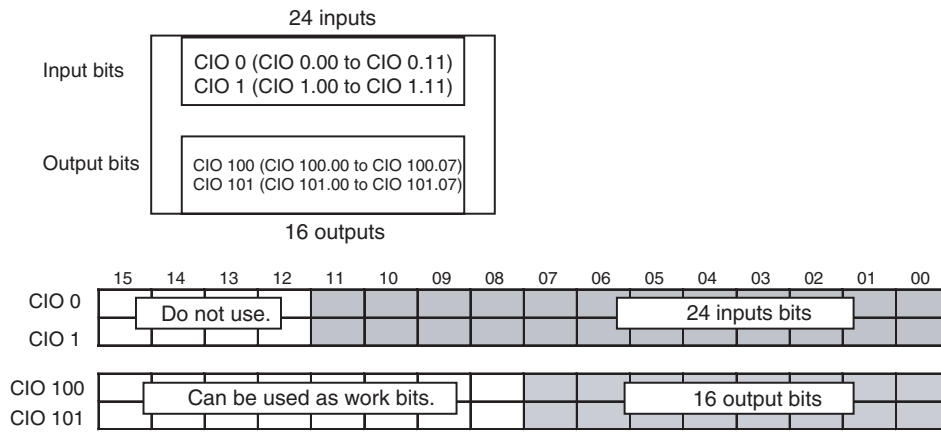 24 inputs
Input bits
CIO 0 (CIO 0.00 to CIO 0.11)
CIO 1 (CIO 1.00 to CIO 1.11)
Output bits
CIO 100 (CIO 100.00 to CIO 100.07)
CIO 101 (CIO 101.00 to CIO 101.07)
16 outputs
15 14 13 12 11 10 09 08 07 06 05 04 03 02 01 00
CIO 0
Do not use. 24 inputs bits
CIO 1
CIO 100
Can be used as work bits. 16 output bits
CIO 101